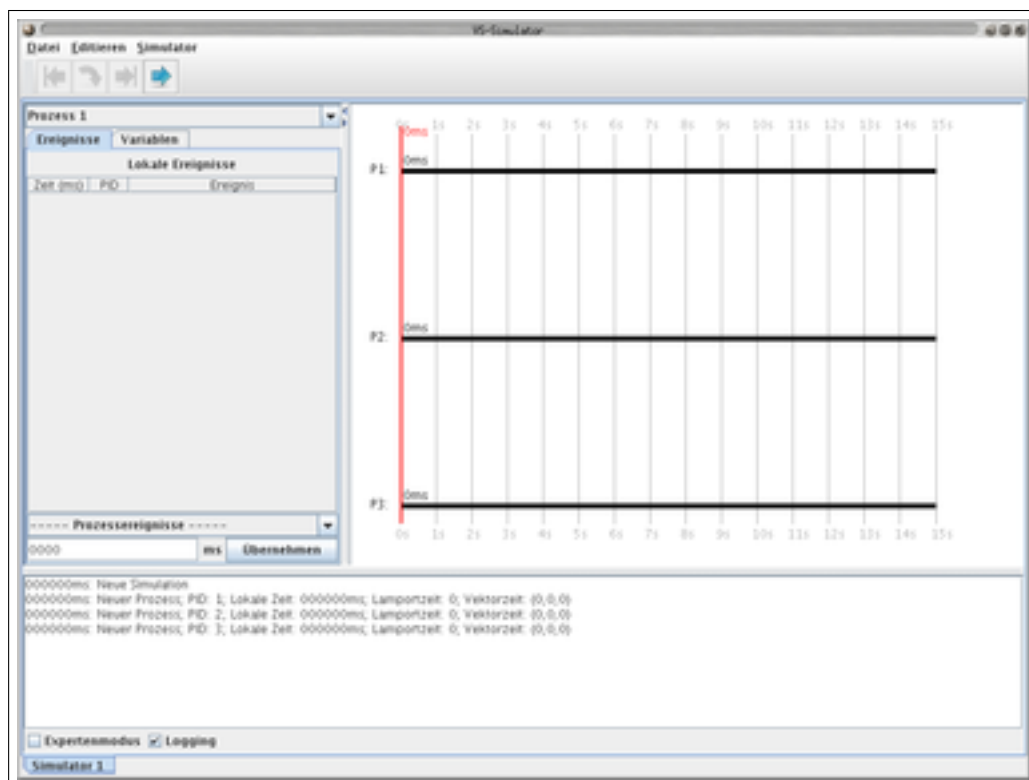 VS-Simulator
Datei Editieren Simulator
Prozess 1
Ereignisse Variablen
Lokale Ereignisse
Zeit (ms) PID Ereignis
----- Prozessereignisse -----
0000 ms Übernehmen
0s 1s 2s 3s 4s 5s 6s 7s 8s 9s 10s 11s 12s 13s 14s 15s
0ms
P1: 0ms
P2: 0ms
P3: 0ms
0s 1s 2s 3s 4s 5s 6s 7s 8s 9s 10s 11s 12s 13s 14s 15s
000000ms: Neue Simulation
000000ms: Neuer Prozess; PID: 1; Lokale Zeit: 000000ms; Lamportzeit: 0; Vektorzeit: (0,0,0)
000000ms: Neuer Prozess; PID: 2; Lokale Zeit: 000000ms; Lamportzeit: 0; Vektorzeit: (0,0,0)
000000ms: Neuer Prozess; PID: 3; Lokale Zeit: 000000ms; Lamportzeit: 0; Vektorzeit: (0,0,0)
Expertenmodus Logging
Simulator 1